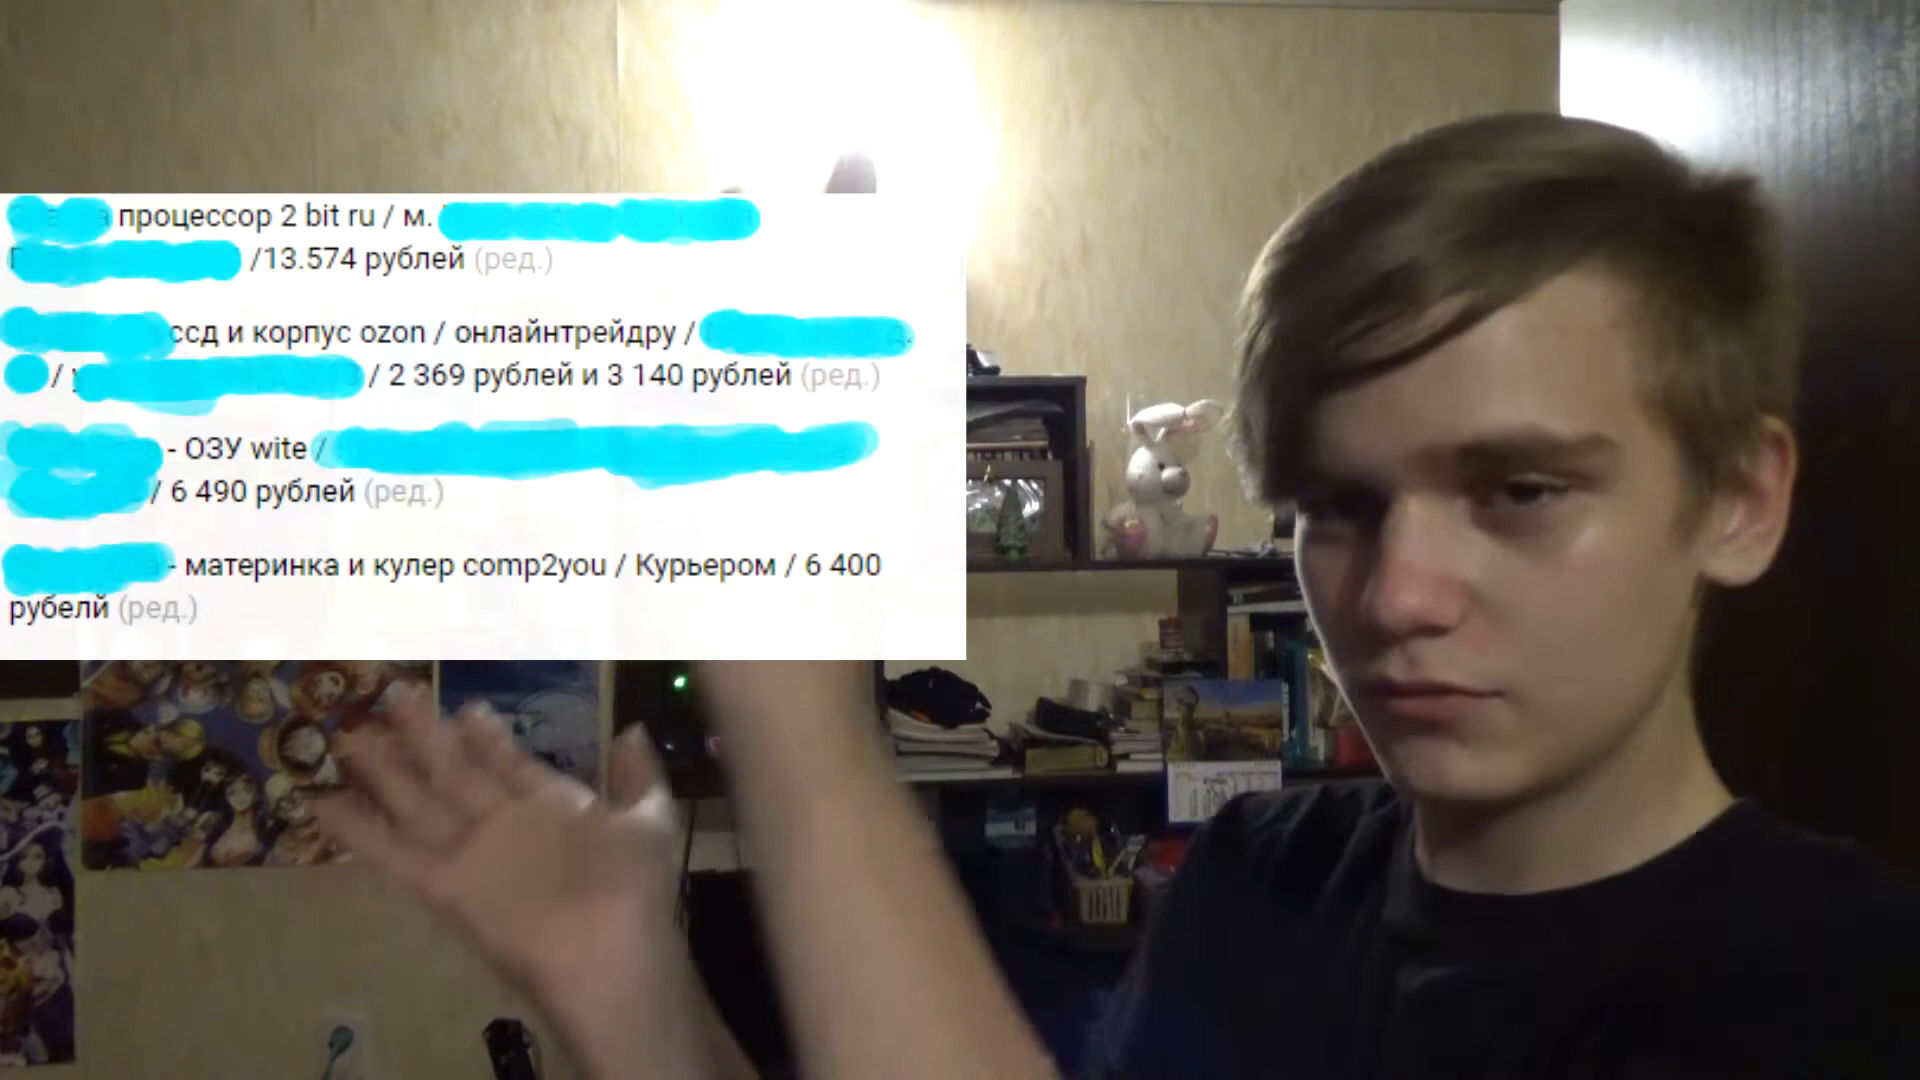 процессор 2 bit ru / м.
/13.574 рублей (ред.)
ссд и корпус ozon / онлайнтрейдру /
/ / 2 369 рублей и 3 140 рублей (ред.)
- ОЗУ wite /
/ 6 490 рублей (ред.)
- материнка и кулер comp2you / Курьером / 6 400
рубелй (ред.)